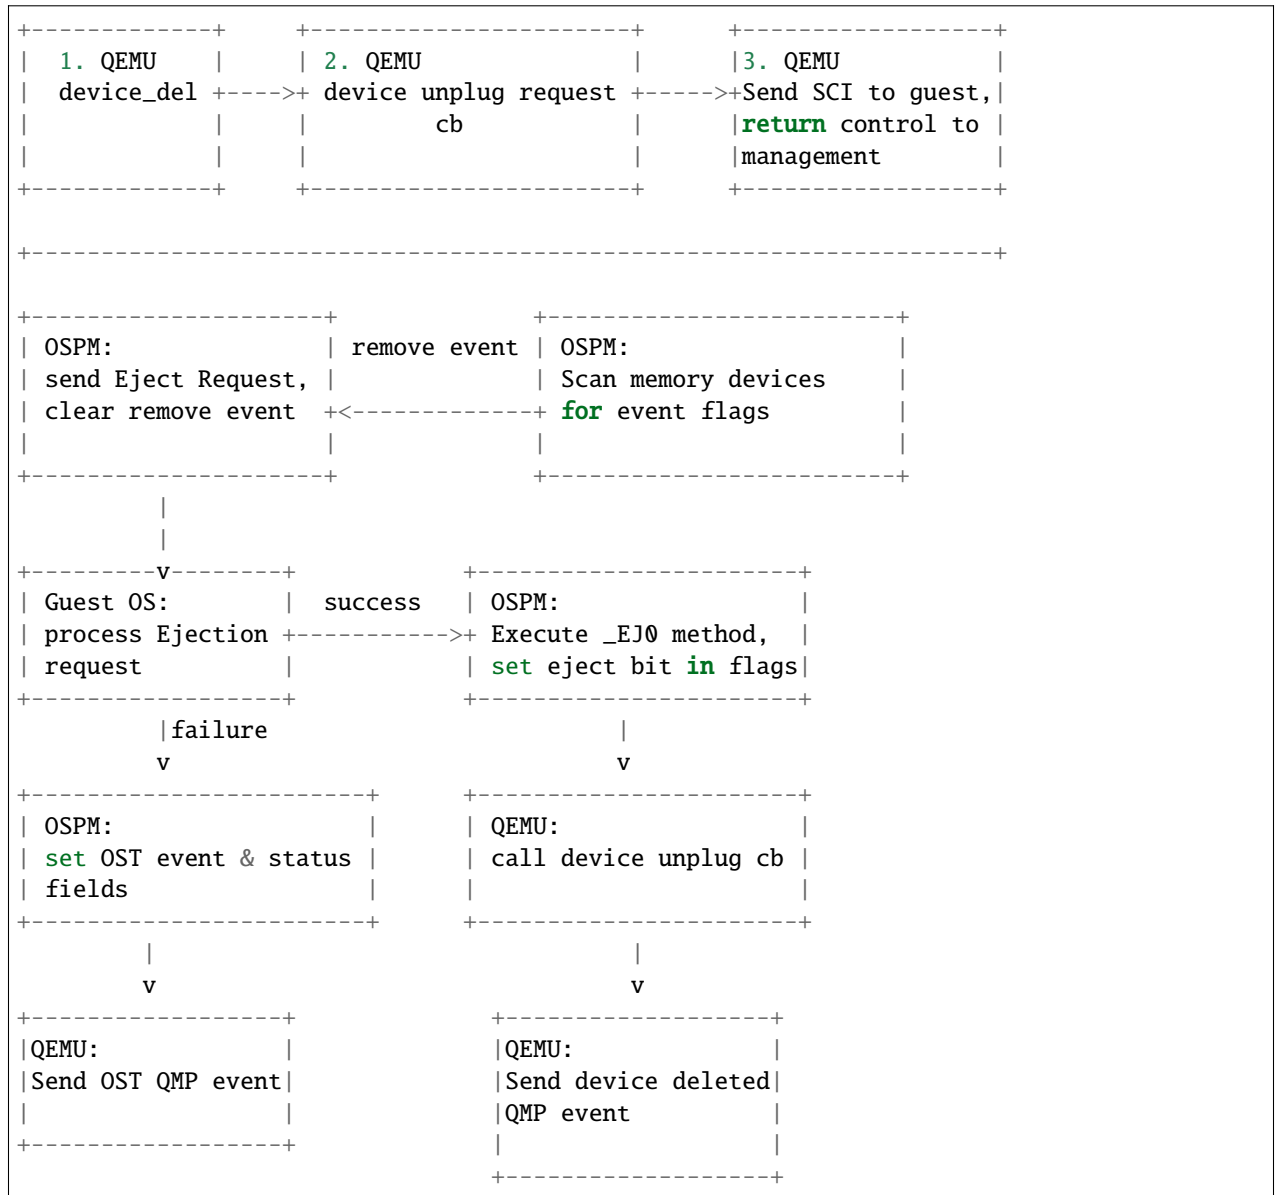 +-------------+     +-----------------------+      +------------------+
|  1. QEMU    |     | 2. QEMU               |      |3. QEMU           |
|  device_del +---->+ device unplug request +----->+Send SCI to guest,|
|             |     |         cb            |      |return control to |
|             |     |                       |      |management        |
+-------------+     +-----------------------+      +------------------+
+---------------------------------------------------------------------+
+---------------------+              +-------------------------+
| OSPM:               | remove event | OSPM:                   |
| send Eject Request, |              | Scan memory devices     |
| clear remove event  +<-------------+ for event flags         |
|                     |              |                         |
+---------------------+              +-------------------------+
          |
          |
+---------v--------+            +-----------------------+
| Guest OS:        |  success   | OSPM:                 |
| process Ejection +----------->+ Execute _EJ0 method,  |
| request          |            | set eject bit in flags|
+------------------+            +-----------------------+
          |failure                         |
          v                                v
+------------------------+      +-----------------------+
| OSPM:                  |      | QEMU:                 |
| set OST event & status |      | call device unplug cb |
| fields                 |      |                       |
+------------------------+      +-----------------------+
         |                                  |
         v                                  v
+------------------+              +-------------------+
|QEMU:             |              |QEMU:              |
|Send OST QMP event|              |Send device deleted|
|                  |              |QMP event          |
+------------------+              |                   |
                                  +-------------------+